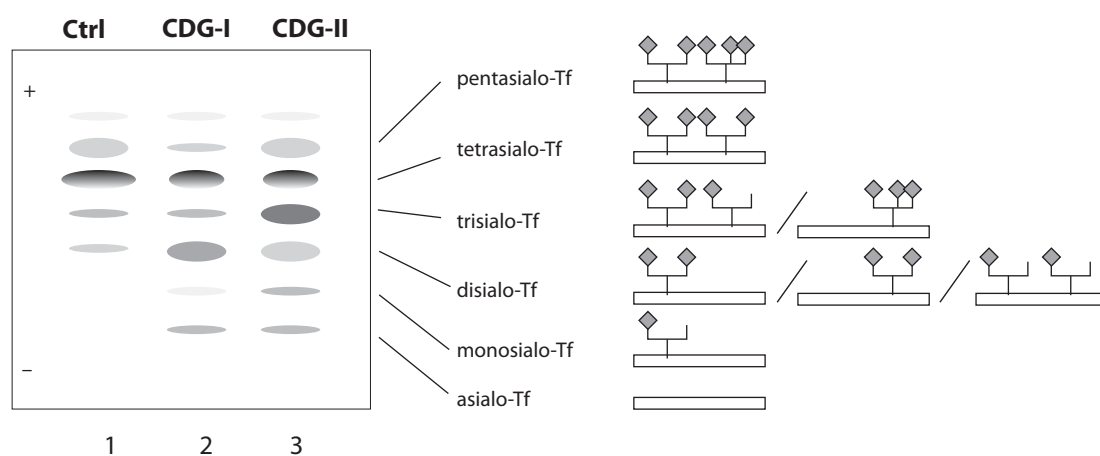 Ctrl CDG-I CDG-II
+
pentasialo-Tf
tetrasialo-Tf
trisialo-Tf
disialo-Tf
monosialo-Tf
–
asialo-Tf
1 2 3